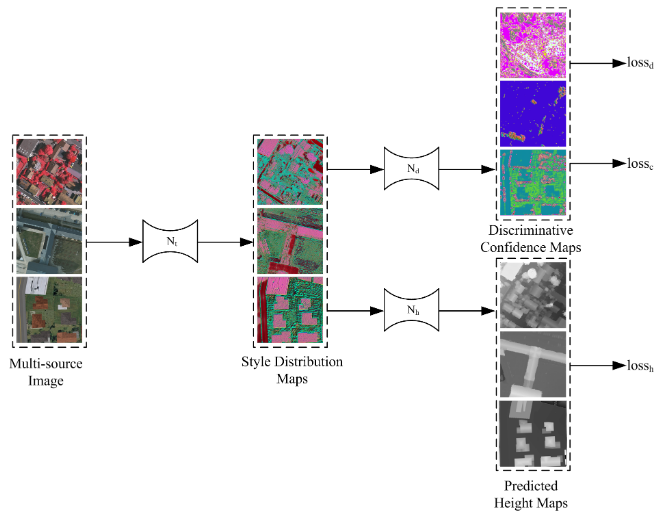 loss_d
N_d
loss_c
N_t
Discriminative
Confidence Maps
N_h
Multi-source
Image
Style Distribution
Maps
loss_h
Predicted
Height Maps